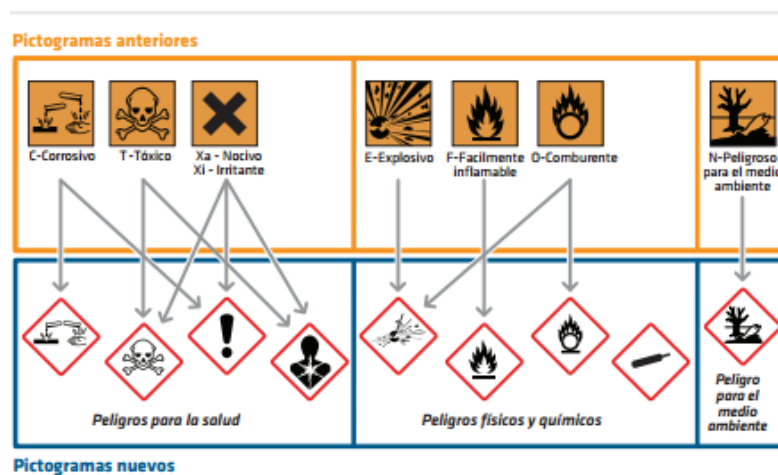 Pictogramas anteriores
C-Corrosivo
T-Tóxico
Xa - Nocivo
Xi - Irritante
E-Explosivo
F-Facilmente
inflamable
O-Comburente
N-Peligroso
para el medio
ambiente
Peligros para la salud
Peligros físicos y químicos
Peligro
para el
medio
ambiente
Pictogramas nuevos